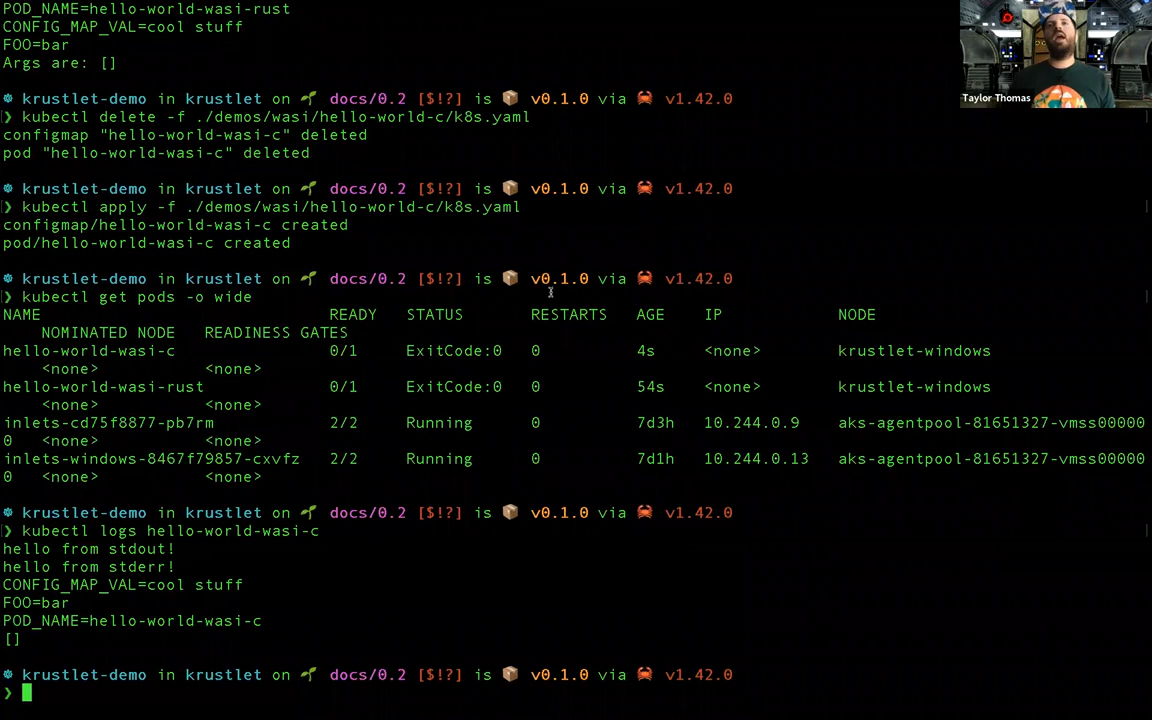 POD_NAME=hello-world-wasi-rust
CONFIG_MAP_VAL=cool stuff
FOO=bar
Args are: []
Taylor Thomas
krustlet-demo in krustlet on docs/0.2 [$!?] is v0.1.0 via v1.42.0
❯ kubectl delete -f ./demos/wasi/hello-world-c/k8s.yaml
configmap "hello-world-wasi-c" deleted
pod "hello-world-wasi-c" deleted
krustlet-demo in krustlet on docs/0.2 [$!?] is v0.1.0 via v1.42.0
❯ kubectl apply -f ./demos/wasi/hello-world-c/k8s.yaml
configmap/hello-world-wasi-c created
pod/hello-world-wasi-c created
krustlet-demo in krustlet on docs/0.2 [$!?] is v0.1.0 via v1.42.0
❯ kubectl get pods -o wide
NAME READY STATUS RESTARTS AGE IP NODE
NOMINATED NODE READINESS GATES
hello-world-wasi-c 0/1 ExitCode:0 0 4s <none> krustlet-windows
<none> <none>
hello-world-wasi-rust 0/1 ExitCode:0 0 54s <none> krustlet-windows
<none> <none>
inlets-cd75f8877-pb7rm 2/2 Running 0 7d3h 10.244.0.9 aks-agentpool-81651327-vmss00000
0 <none> <none>
inlets-windows-8467f79857-cxvfz 2/2 Running 0 7d1h 10.244.0.13 aks-agentpool-81651327-vmss00000
0 <none> <none>
krustlet-demo in krustlet on docs/0.2 [$!?] is v0.1.0 via v1.42.0
❯ kubectl logs hello-world-wasi-c
hello from stdout!
hello from stderr!
CONFIG_MAP_VAL=cool stuff
FOO=bar
POD_NAME=hello-world-wasi-c
[]
krustlet-demo in krustlet on docs/0.2 [$!?] is v0.1.0 via v1.42.0
❯